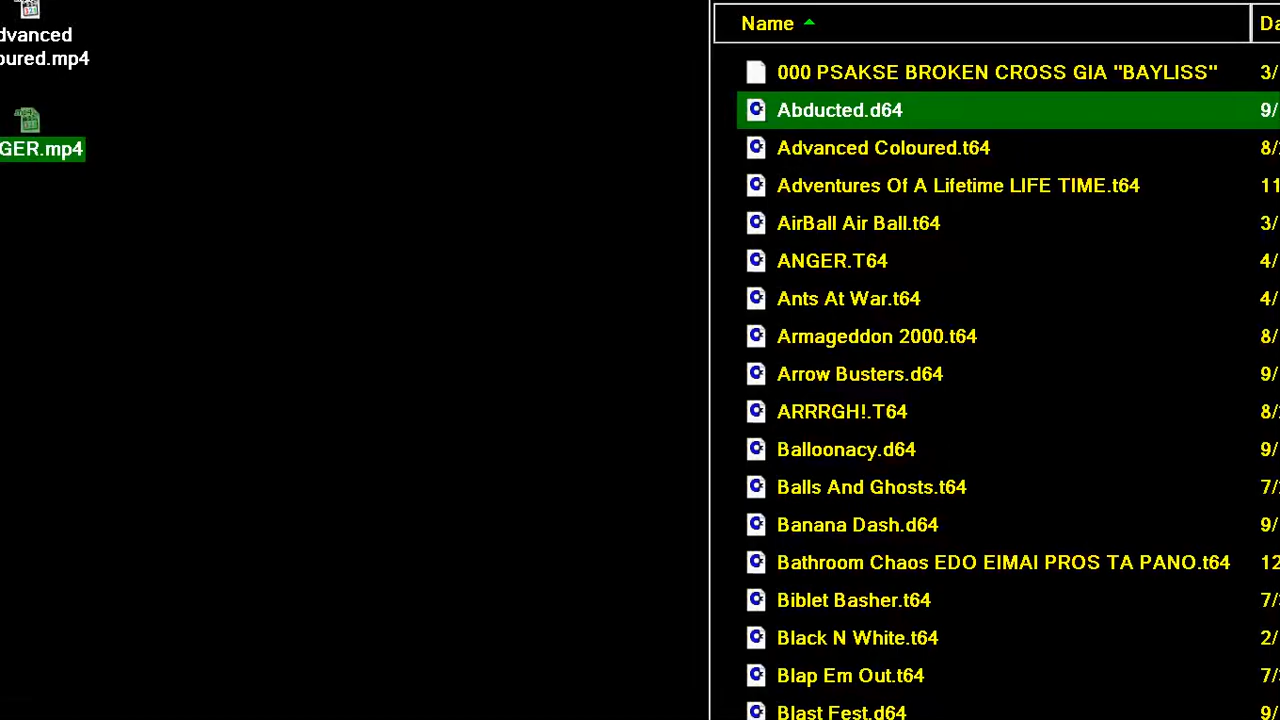 dvanced
oured.mp4
GER.mp4
Name
Da
000 PSAKSE BROKEN CROSS GIA "BAYLISS"
3/
Abducted.d64
9/
Advanced Coloured.t64
8/2
Adventures Of A Lifetime LIFE TIME.t64
11
AirBall Air Ball.t64
3/
ANGER.T64
4/
Ants At War.t64
4/
Armageddon 2000.t64
8/
Arrow Busters.d64
9/
ARRRGH!.T64
8/2
Balloonacy.d64
9/
Balls And Ghosts.t64
7/2
Banana Dash.d64
9/
Bathroom Chaos EDO EIMAI PROS TA PANO.t64
12
Biblet Basher.t64
7/
Black N White.t64
2/
Blap Em Out.t64
7/
Blast Fest.d64
9/